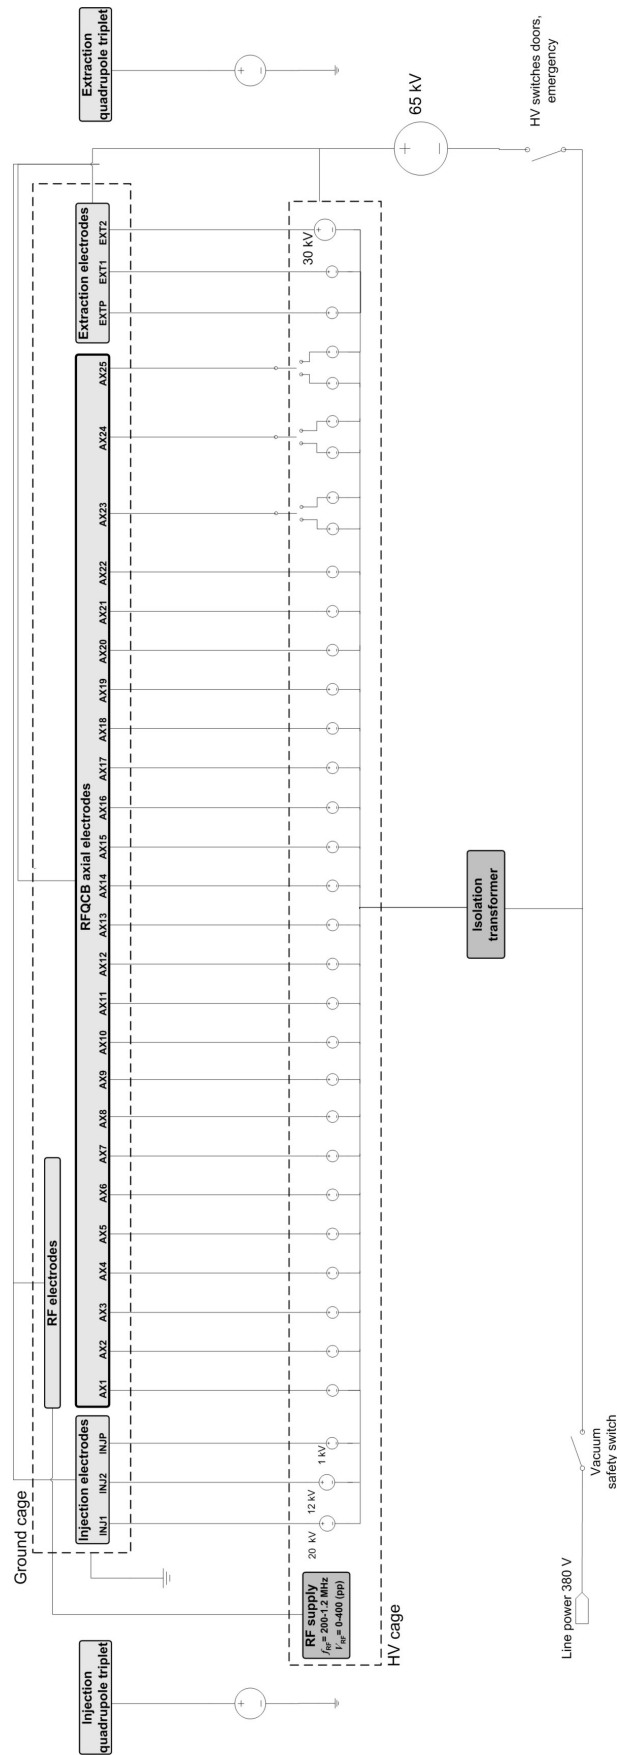 Injection
quadrupole triplet
Extraction
quadrupole triplet
Ground cage
RF electrodes
RFQCB axial electrodes
Injection electrodes
INJ1 INJ2 INJP
AX1 AX2 AX3 AX4 AX5 AX6 AX7 AX8 AX9 AX10 AX11 AX12 AX13 AX14 AX15 AX16 AX17 AX18 AX19 AX20 AX21 AX22 AX23 AX24 AX25
Extraction electrodes
EXTP EXT1 EXT2
RF supply
fRF= 200-1.2 MHz
VRF= 0-400 (pp)
20 kV
12 kV
1 kV
30 kV
HV cage
65 kV
Isolation
transformer
Line power 380 V
Vacuum
safety switch
HV switches doors,
emergency
+
−
+
−
+
−
+
−